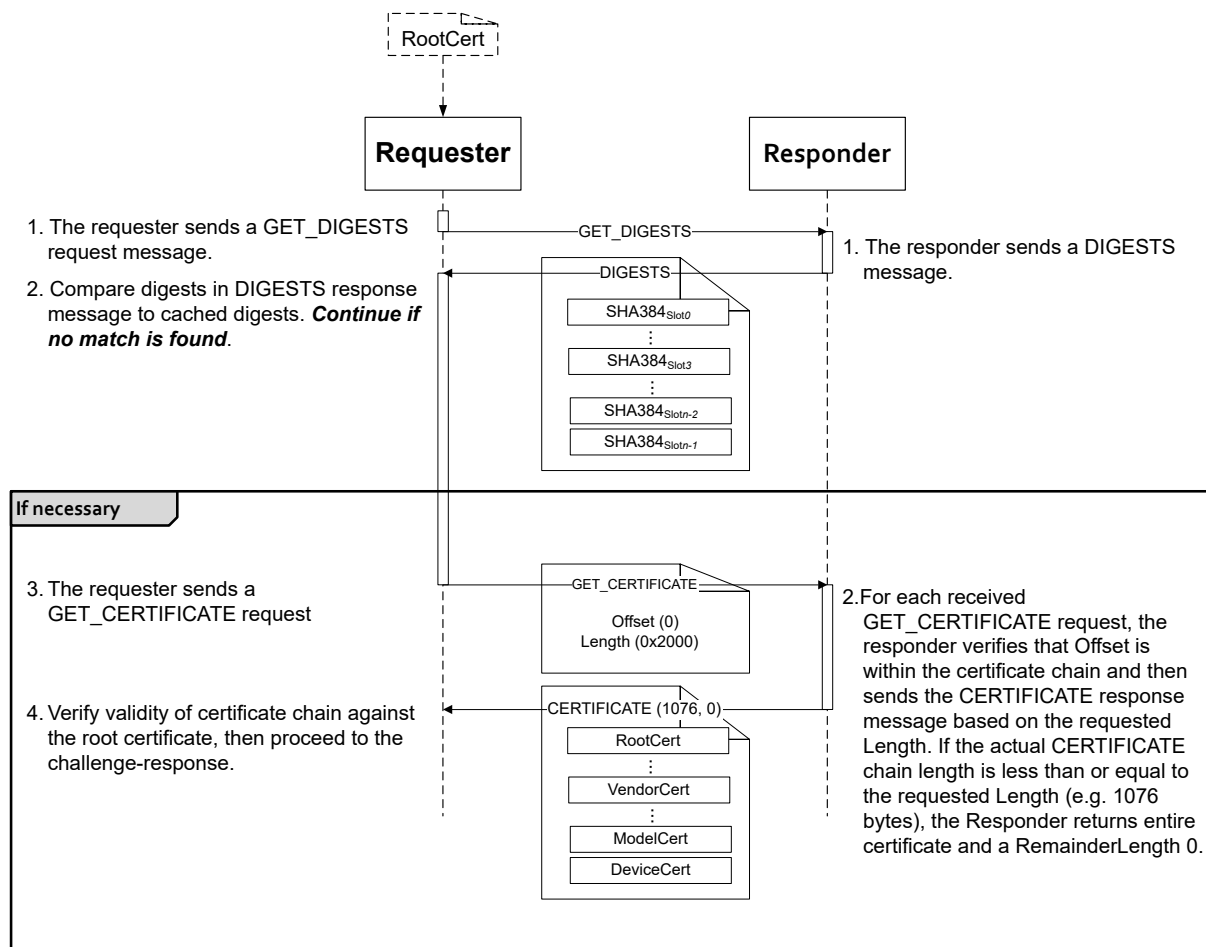 RootCert
Requester
Responder
1. The requester sends a GET_DIGESTS
request message.
2. Compare digests in DIGESTS response
message to cached digests. Continue if
no match is found.
GET_DIGESTS
1. The responder sends a DIGESTS
message.
DIGESTS
SHA384Slot0
⋮
SHA384Slot3
⋮
SHA384Slotn-2
SHA384Slotn-1
If necessary
3. The requester sends a
GET_CERTIFICATE request
GET_CERTIFICATE
Offset (0)
Length (0x2000)
2.For each received
GET_CERTIFICATE request, the
responder verifies that Offset is
within the certificate chain and then
sends the CERTIFICATE response
message based on the requested
Length. If the actual CERTIFICATE
chain length is less than or equal to
the requested Length (e.g. 1076
bytes), the Responder returns entire
certificate and a RemainderLength 0.
4. Verify validity of certificate chain against
the root certificate, then proceed to the
challenge-response.
CERTIFICATE (1076, 0)
RootCert
⋮
VendorCert
⋮
ModelCert
DeviceCert